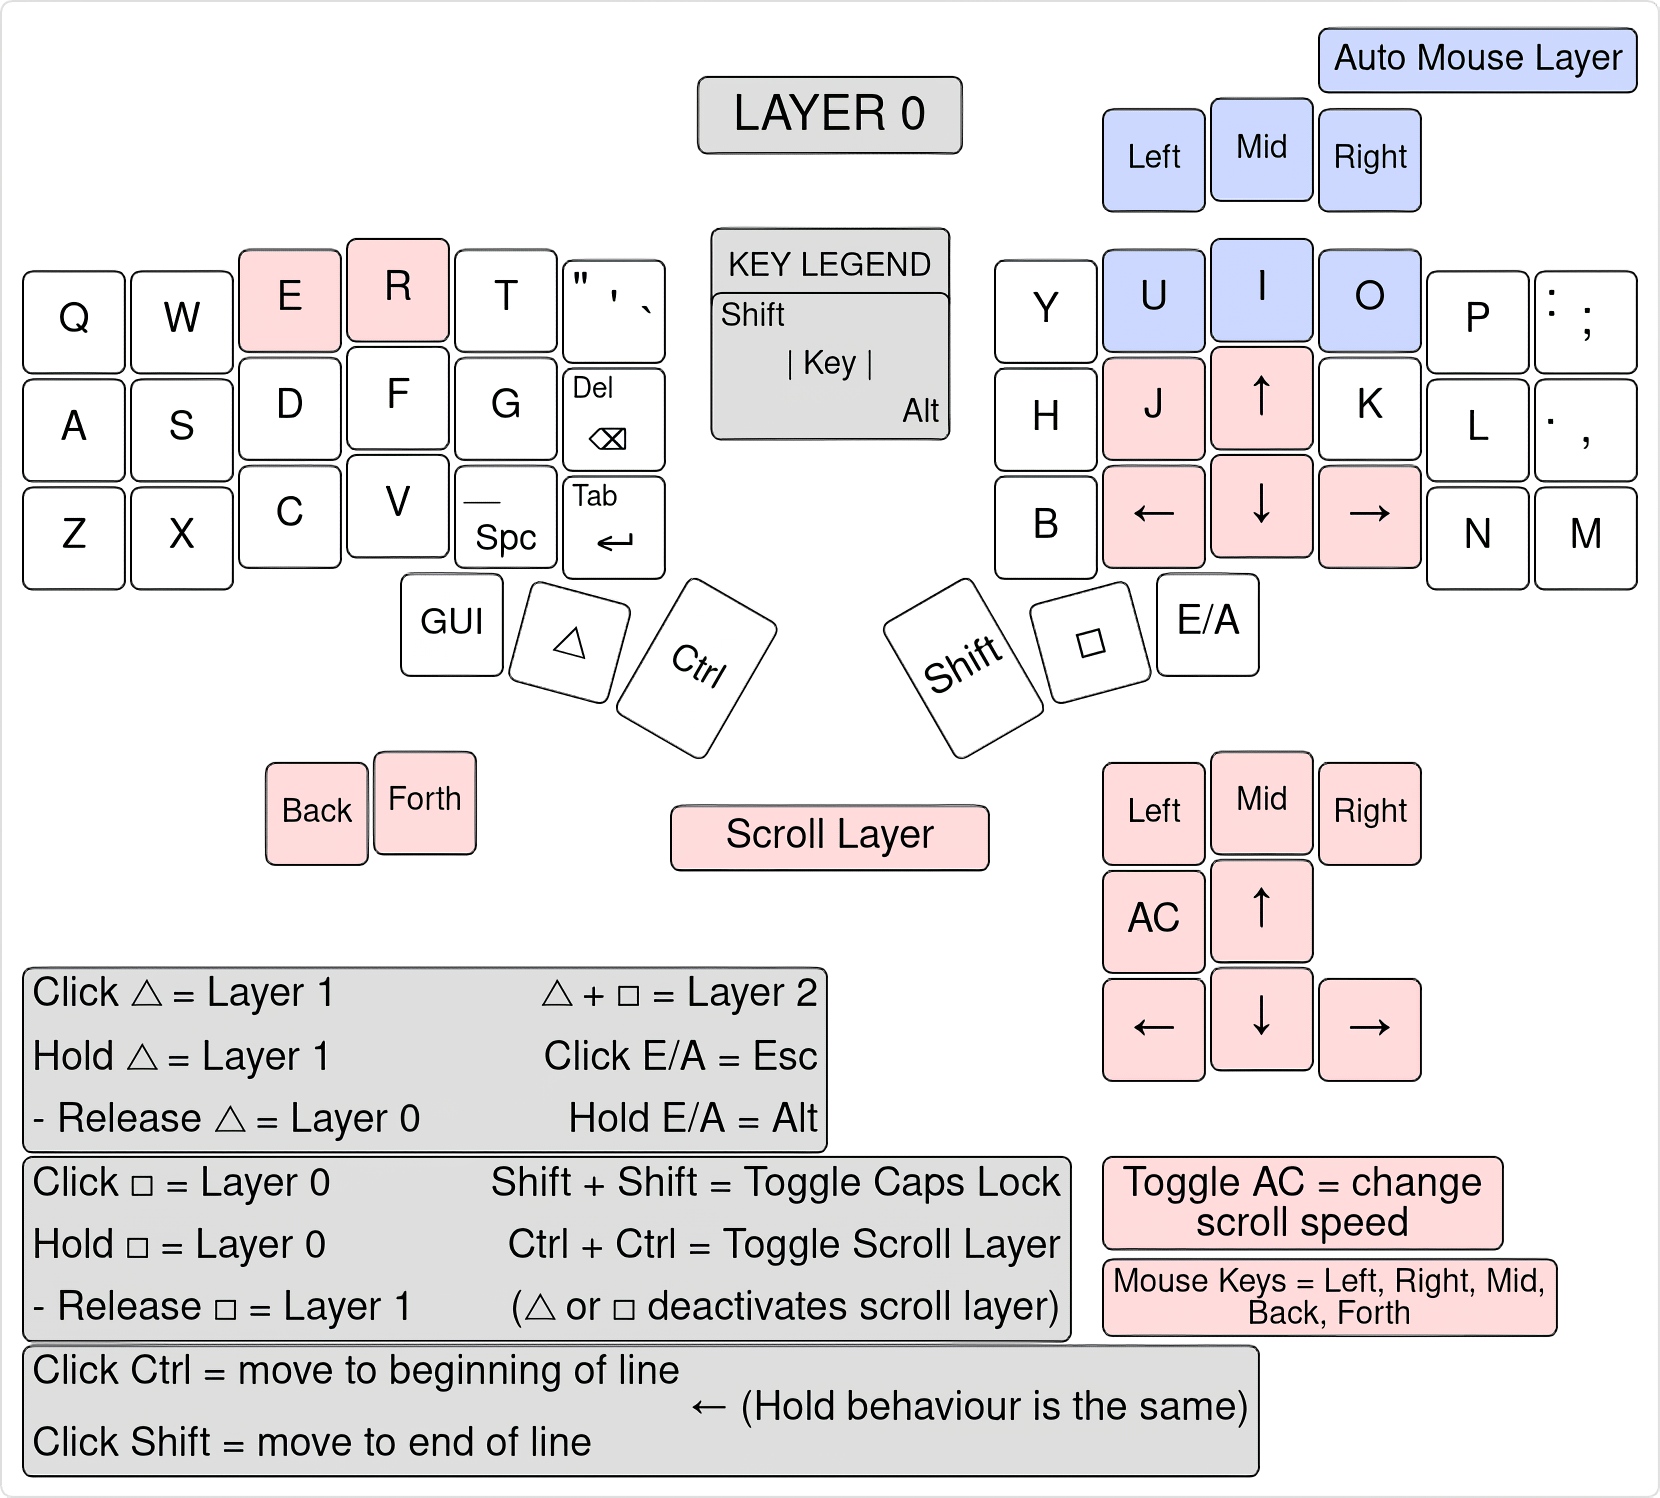 Auto Mouse Layer
LAYER 0
Left Mid Right
KEY LEGEND
Shift
| Key |
Alt
Q W E R T " ' `
Y U I O P : ;
A S D F G Del ⌫
H J ↑ K L . ,
Z X C V _ Spc Tab ↵
B ← ↓ → N M
GUI △ Ctrl
Shift □ E/A
Back Forth
Scroll Layer
Left Mid Right
AC ↑
← ↓ →
Click △ = Layer 1
Hold △ = Layer 1
- Release △ = Layer 0
△ + □ = Layer 2
Click E/A = Esc
Hold E/A = Alt
Click □ = Layer 0
Hold □ = Layer 0
- Release □ = Layer 1
Shift + Shift = Toggle Caps Lock
Ctrl + Ctrl = Toggle Scroll Layer
(△ or □ deactivates scroll layer)
Toggle AC = change
scroll speed
Mouse Keys = Left, Right, Mid,
Back, Forth
Click Ctrl = move to beginning of line
Click Shift = move to end of line
← (Hold behaviour is the same)